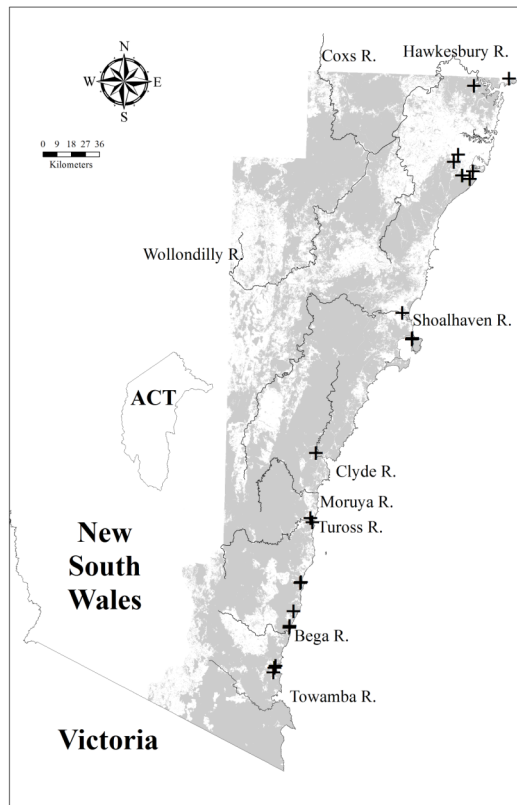 Coxs R.
Hawkesbury R.
N
W E
S
0 9 18 27 36
Kilometers
Wollondilly R.
Shoalhaven R.
ACT
Clyde R.
Moruya R.
Tuross R.
New
South
Wales
Bega R.
Towamba R.
Victoria